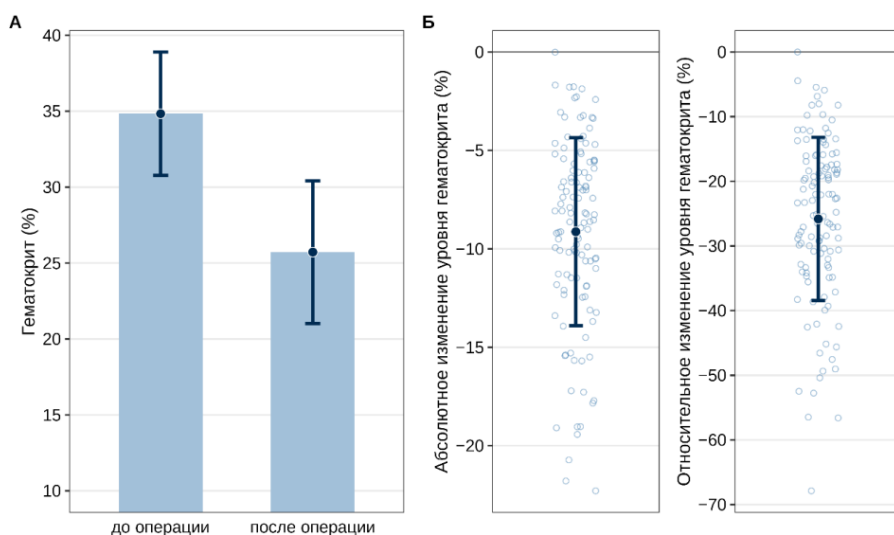 А
Гематокрит (%)
40
35
30
25
20
15
10
до операции
после операции
Б
Абсолютное изменение уровня гематокрита (%)
0
−5
−10
−15
−20
Относительное изменение уровня гематокрита (%)
0
−10
−20
−30
−40
−50
−60
−70